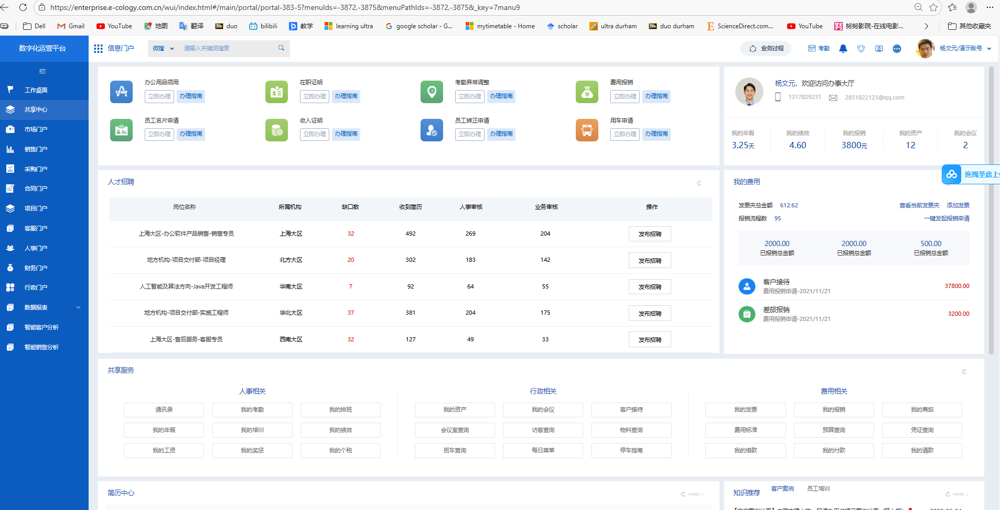 https://enterprise.e-cology.com.cn/wui/index.html#/main/portal/portal-383-5?menuIds=-3872,-3875&menuPathIds=-3872,-3875&_key=7manu9
Dell Gmail YouTube 地图 翻译 duo bilibili 教学 learning ultra google scholar - G... mytimetable - Home scholar ultra durham duo durham ScienceDirect.com... YouTube 努努影院-在线电影... 其他收藏夹
数字化运营平台 信息门户 微搜 请输入关键词搜索 业务过程 考勤 杨文元/演示账号
工作桌面
共享中心
市场门户
销售门户
采购门户
合同门户
项目门户
客服门户
人事门户
财务门户
行政门户
数据报表
智能客户分析
智能销售分析
办公用品领用 在职证明 考勤异常调整 费用报销
立即办理 办理指南 立即办理 办理指南 立即办理 办理指南 立即办理 办理指南
员工名片申请 收入证明 员工转正申请 用车申请
立即办理 办理指南 立即办理 办理指南 立即办理 办理指南 立即办理 办理指南
杨文元，欢迎访问办事大厅
1317829231 2831822123@qq.com
我的年假 我的绩效 我的报销 我的资产 我的会议
3.25天 4.60 3800元 12 2
拖拽至此上
人才招聘
岗位名称 所属机构 缺口数 收到简历 人事审核 业务审核 操作
上海大区-办公软件产品销售-销售专员 上海大区 32 492 269 204 发布招聘
地方机构-项目交付部-项目经理 北方大区 20 302 183 142 发布招聘
人工智能及算法方向-Java开发工程师 华南大区 7 92 64 55 发布招聘
地方机构-项目交付部-实施工程师 华北大区 37 381 204 175 发布招聘
上海大区-售后服务-客服专员 西南大区 32 127 49 33 发布招聘
我的费用
发票夹总金额 612.62 查看当前发票夹 添加发票
报销流程数 95 一键发起报销申请
2000.00 2000.00 500.00
已报销总金额 已报销总金额 已报销总金额
客户接待
费用报销申请-2021/11/21 37800.00
差旅报销
费用报销申请-2021/11/21 3200.00
共享服务
人事相关 行政相关 费用相关
通讯录 我的考勤 我的排班 我的资产 我的会议 客户接待 我的发票 我的报销 我的商旅
我的年假 我的培训 我的绩效 会议室查询 访客查询 物料查询 费用标准 预算查询 凭证查询
我的工资 我的奖惩 我的个税 班车查询 每日菜单 停车指南 我的借款 我的付款 我的请款
简历中心 MORE
知识推荐 客户案例 员工培训 MORE